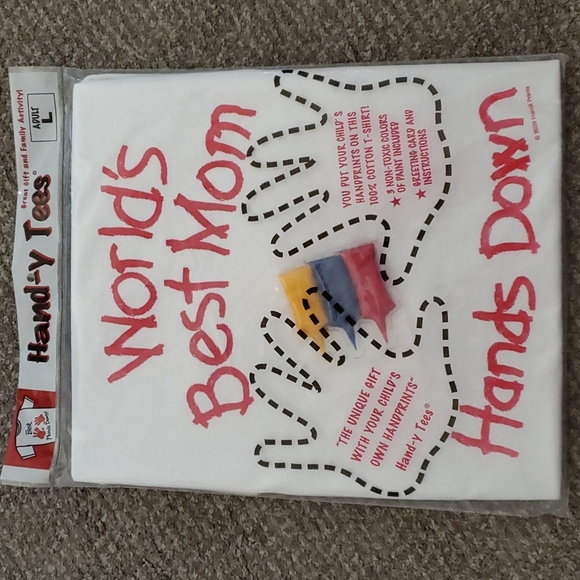 Great Gift and Family Activity!
Hand-y Tees®
ADULT
L
Best
World's
Best Mom
YOU PUT YOUR CHILD'S
HANDPRINTS ON THIS
100% COTTON T-SHIRT!
★ 3 NON-TOXIC COLORS
OF PAINT INCLUDED
★ GREETING CARD AND
INSTRUCTIONS
"THE UNIQUE GIFT
WITH YOUR CHILD'S
OWN HANDPRINTS"
Hand-y Tees®
Hands Down